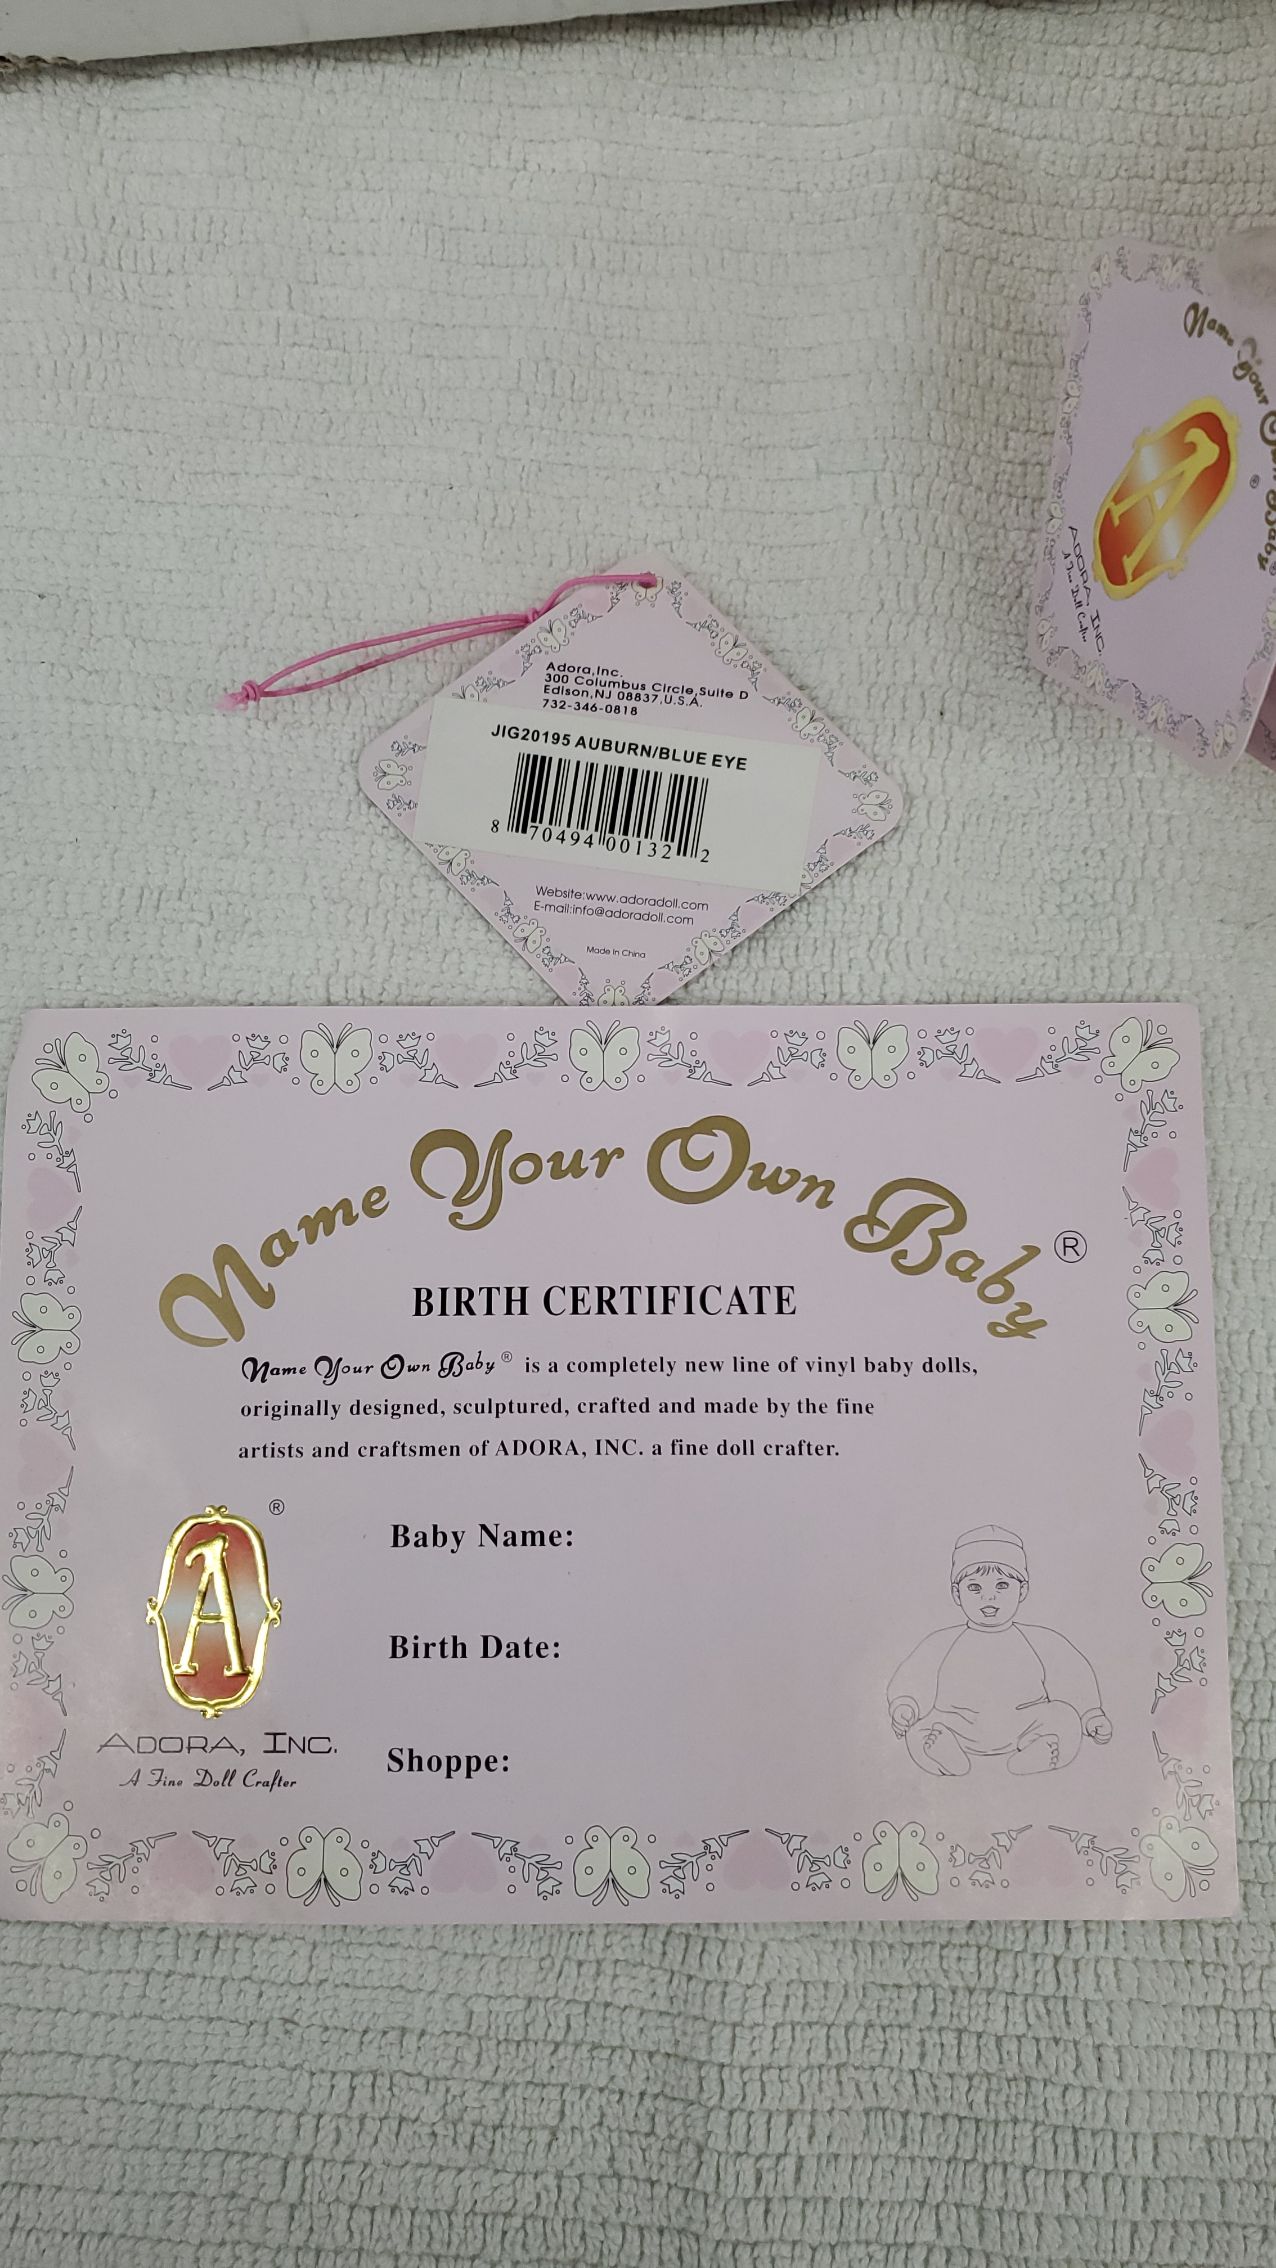 Name Your Own Baby®
®
A
ADORA, INC.
A Fine Doll Crafter
Adora,Inc.
300 Columbus Circle,Suite D
Edison,NJ 08837,U.S.A.
732-346-0818
JIG20195 AUBURN/BLUE EYE
8 70494 00132 2
Website:www.adoradoll.com
E-mail:info@adoradoll.com
Made In China
Name Your Own Baby®
BIRTH CERTIFICATE
Name Your Own Baby® is a completely new line of vinyl baby dolls,
originally designed, sculptured, crafted and made by the fine
artists and craftsmen of ADORA, INC. a fine doll crafter.
®
A
ADORA, INC.
A Fine Doll Crafter
Baby Name:
Birth Date:
Shoppe: